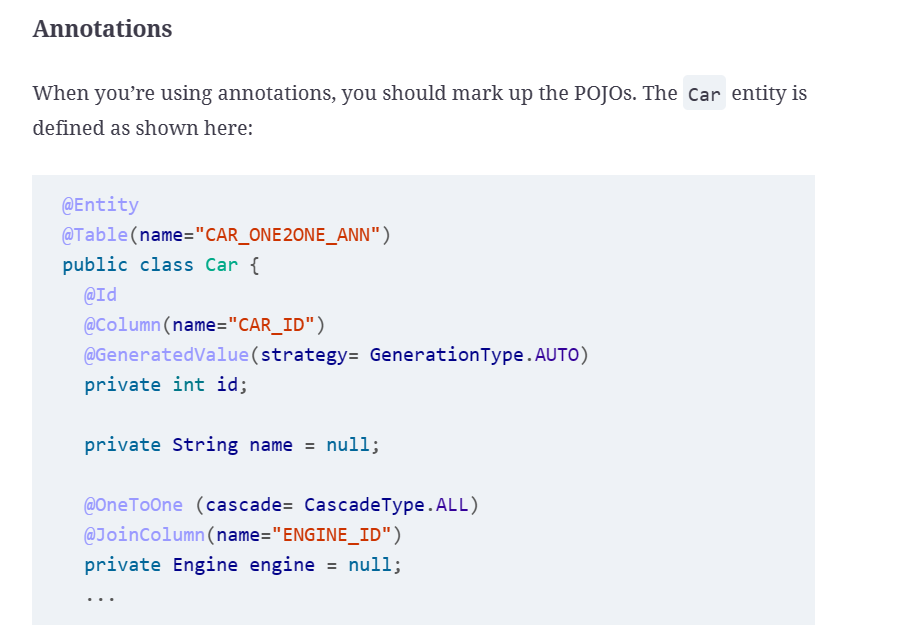 Annotations
When you’re using annotations, you should mark up the POJOs. The Car entity is
defined as shown here:
@Entity
@Table(name="CAR_ONE2ONE_ANN")
public class Car {
  @Id
  @Column(name="CAR_ID")
  @GeneratedValue(strategy= GenerationType.AUTO)
  private int id;
  private String name = null;
  @OneToOne (cascade= CascadeType.ALL)
  @JoinColumn(name="ENGINE_ID")
  private Engine engine = null;
  ...